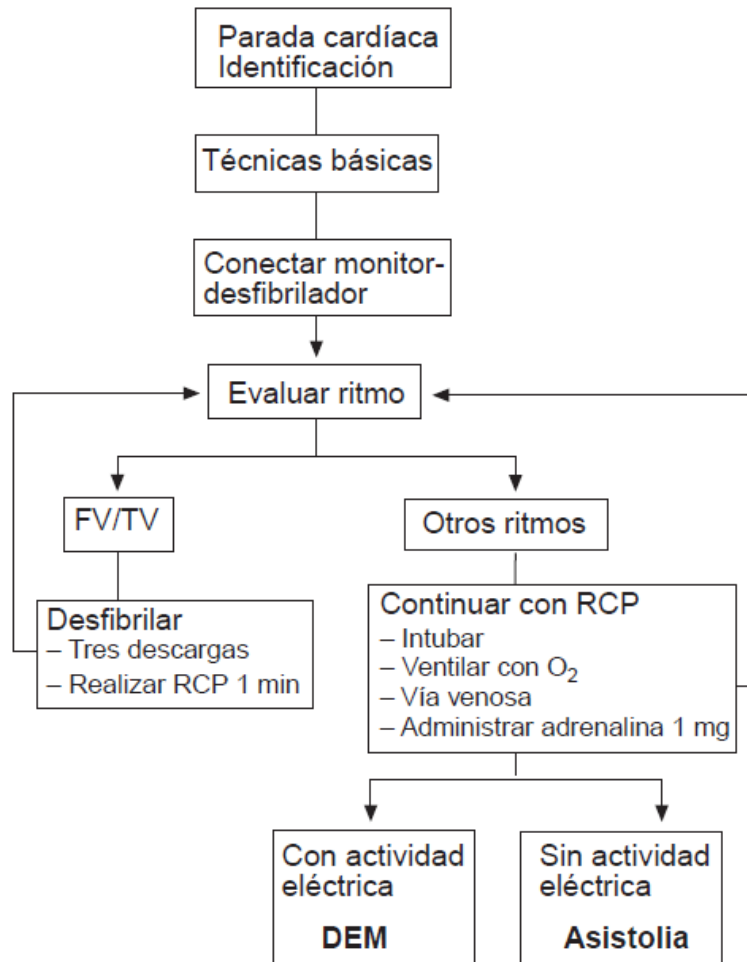 Parada cardíaca
Identificación
Técnicas básicas
Conectar monitor-
desfibrilador
Evaluar ritmo
FV/TV
Otros ritmos
Desfibrilar
– Tres descargas
– Realizar RCP 1 min
Continuar con RCP
– Intubar
– Ventilar con O₂
– Vía venosa
– Administrar adrenalina 1 mg
Con actividad
eléctrica
DEM
Sin actividad
eléctrica
Asistolia